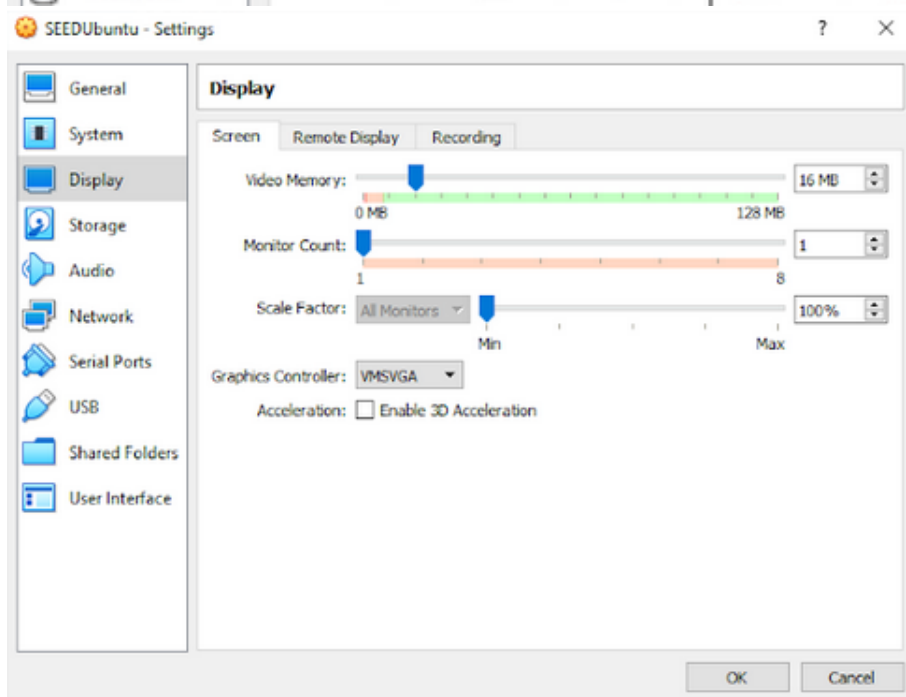 SEEDUbuntu - Settings ?
General
System
Display
Storage
Audio
Network
Serial Ports
USB
Shared Folders
User Interface
Display
Screen Remote Display Recording
Video Memory: 16 MB
0 MB 128 MB
Monitor Count: 1
1 8
Scale Factor: All Monitors 100%
Min Max
Graphics Controller: VMSVGA
Acceleration: Enable 3D Acceleration
OK Cancel